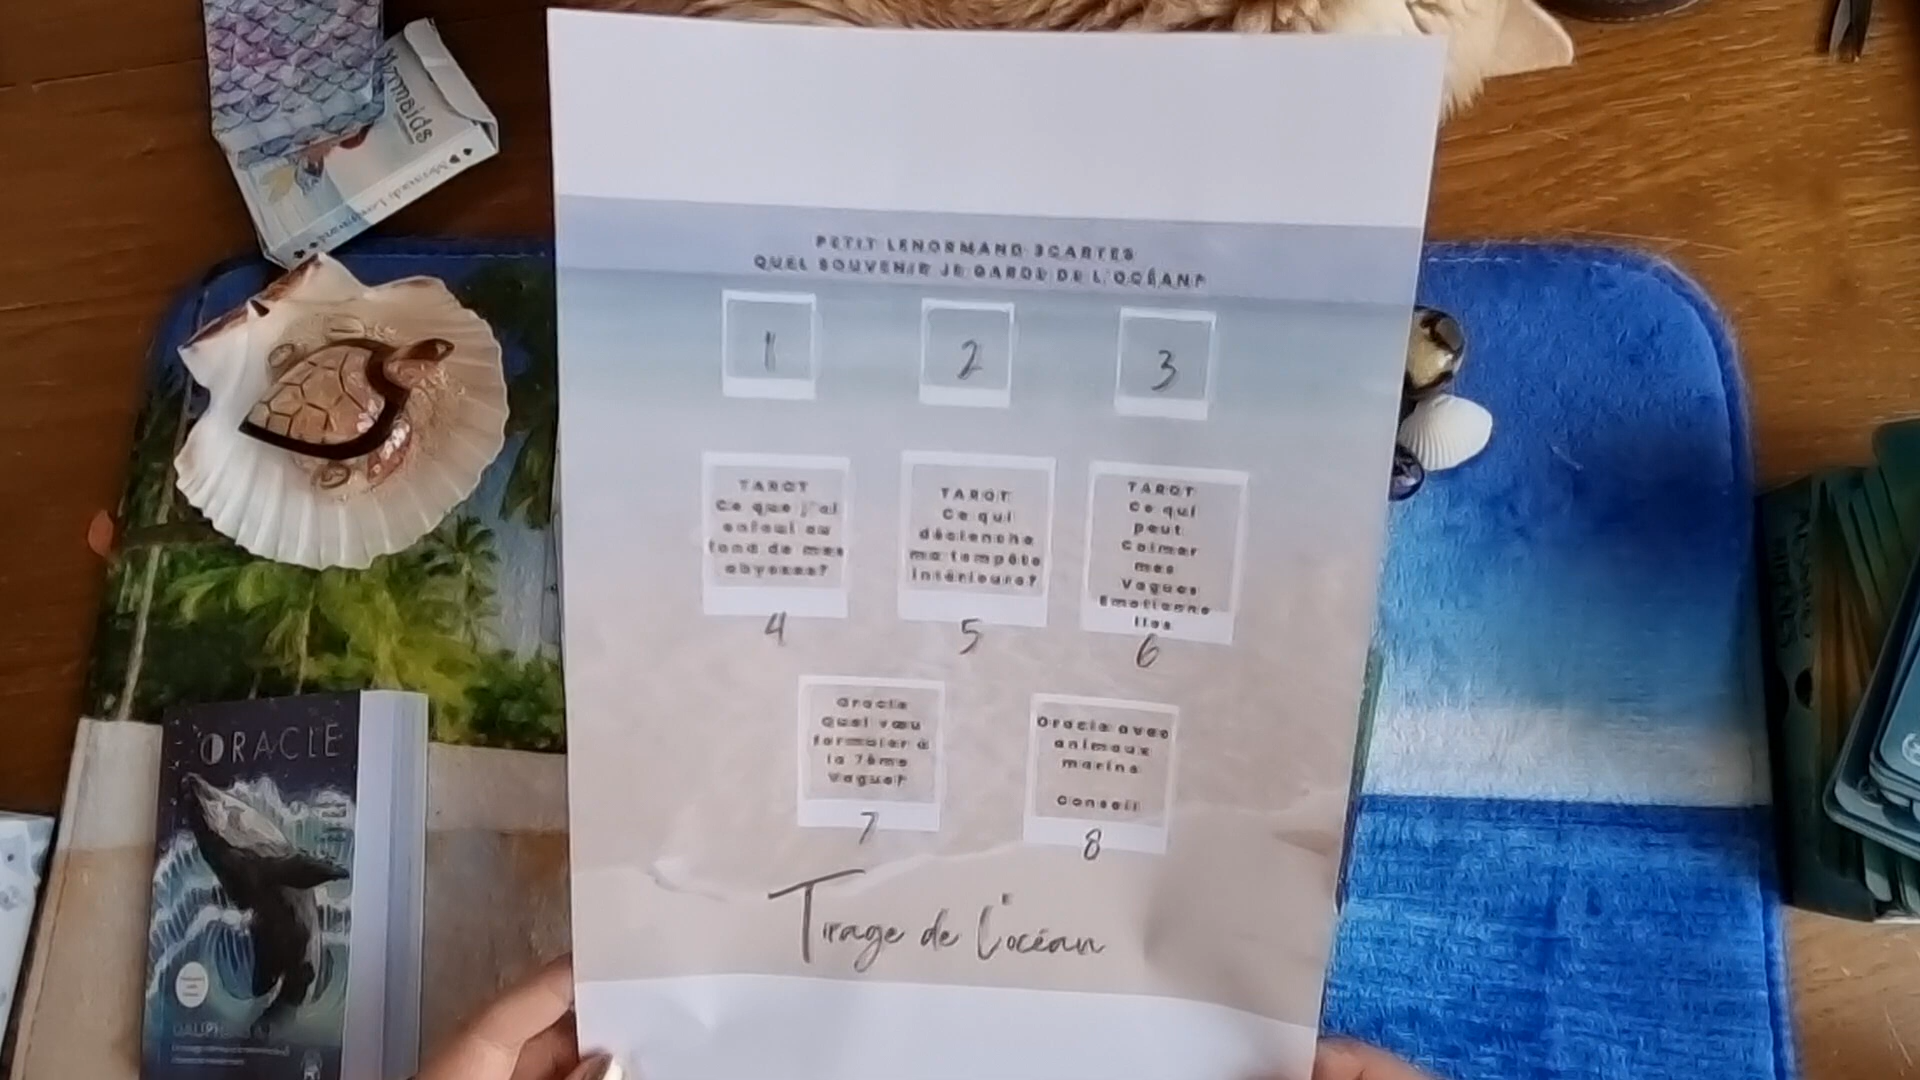 ermaids
Mermaids Lenormand
PETIT LENORMAND 3CARTES
QUEL SOUVENIR JE GARDE DE L'OCÉAN?
1
2
3
TAROT
Ce que j'ai
enfoui au
fond de mes
abysses?
4
TAROT
Ce qui
déclenche
ma tempête
intérieure?
5
TAROT
Ce qui
peut
Calmer
mes
Vagues
Emotionne
lles
6
Oracle
Quel vœu
formuler à
la 7ème
Vague?
7
Oracle avec
animaux
marins
Conseil
8
Tirage de l'océan
ORACLE